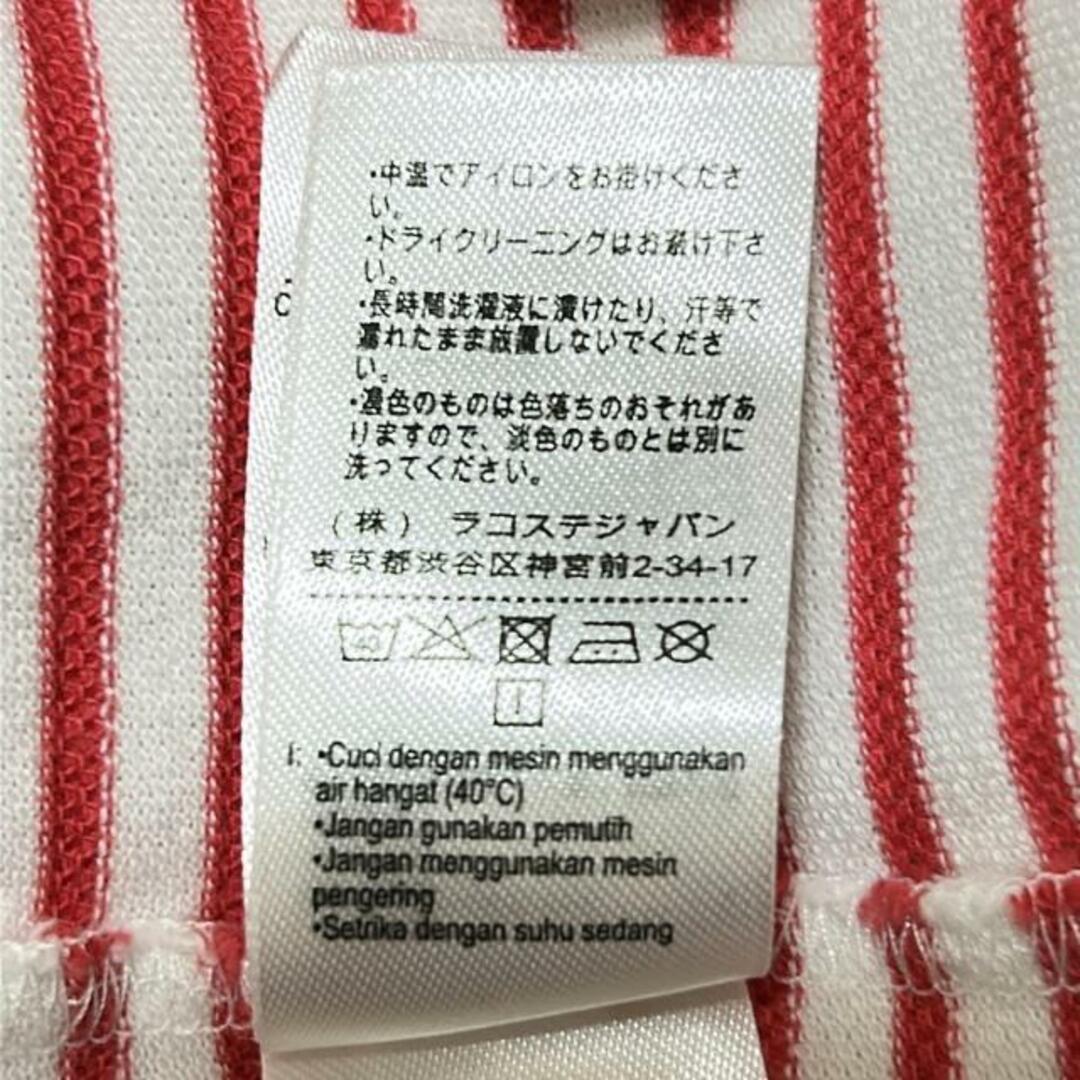 ・中温でアイロンをお掛けくださ
い。
・ドライクリーニングはお避け下さ
い。
・長時間洗濯液に漬けたり、汗等で
濡れたまま放置しないでくださ
い。
・濃色のものは色落ちのおそれがあ
りますので、淡色のものとは別に
洗ってください。
（株） ラコステジャパン
東京都渋谷区神宮前2-34-17
I
I: •Cuci dengan mesin menggunakan
air hangat (40°C)
•Jangan gunakan pemutih
•Jangan menggunakan mesin
pengering
•Setrika dengan suhu sedang